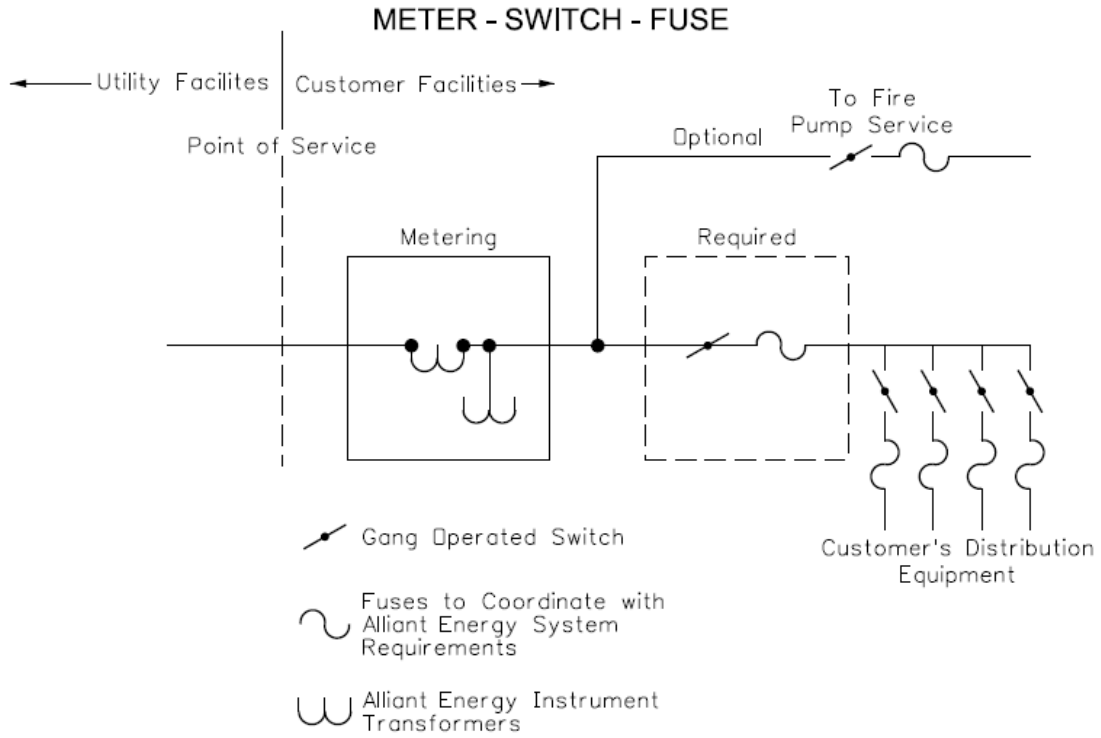 METER - SWITCH - FUSE
Utility Facilites
Customer Facilities
Point of Service
To Fire
Pump Service
Optional
Metering
Required
Customer's Distribution
Equipment
Gang Operated Switch
Fuses to Coordinate with
Alliant Energy System
Requirements
Alliant Energy Instrument
Transformers